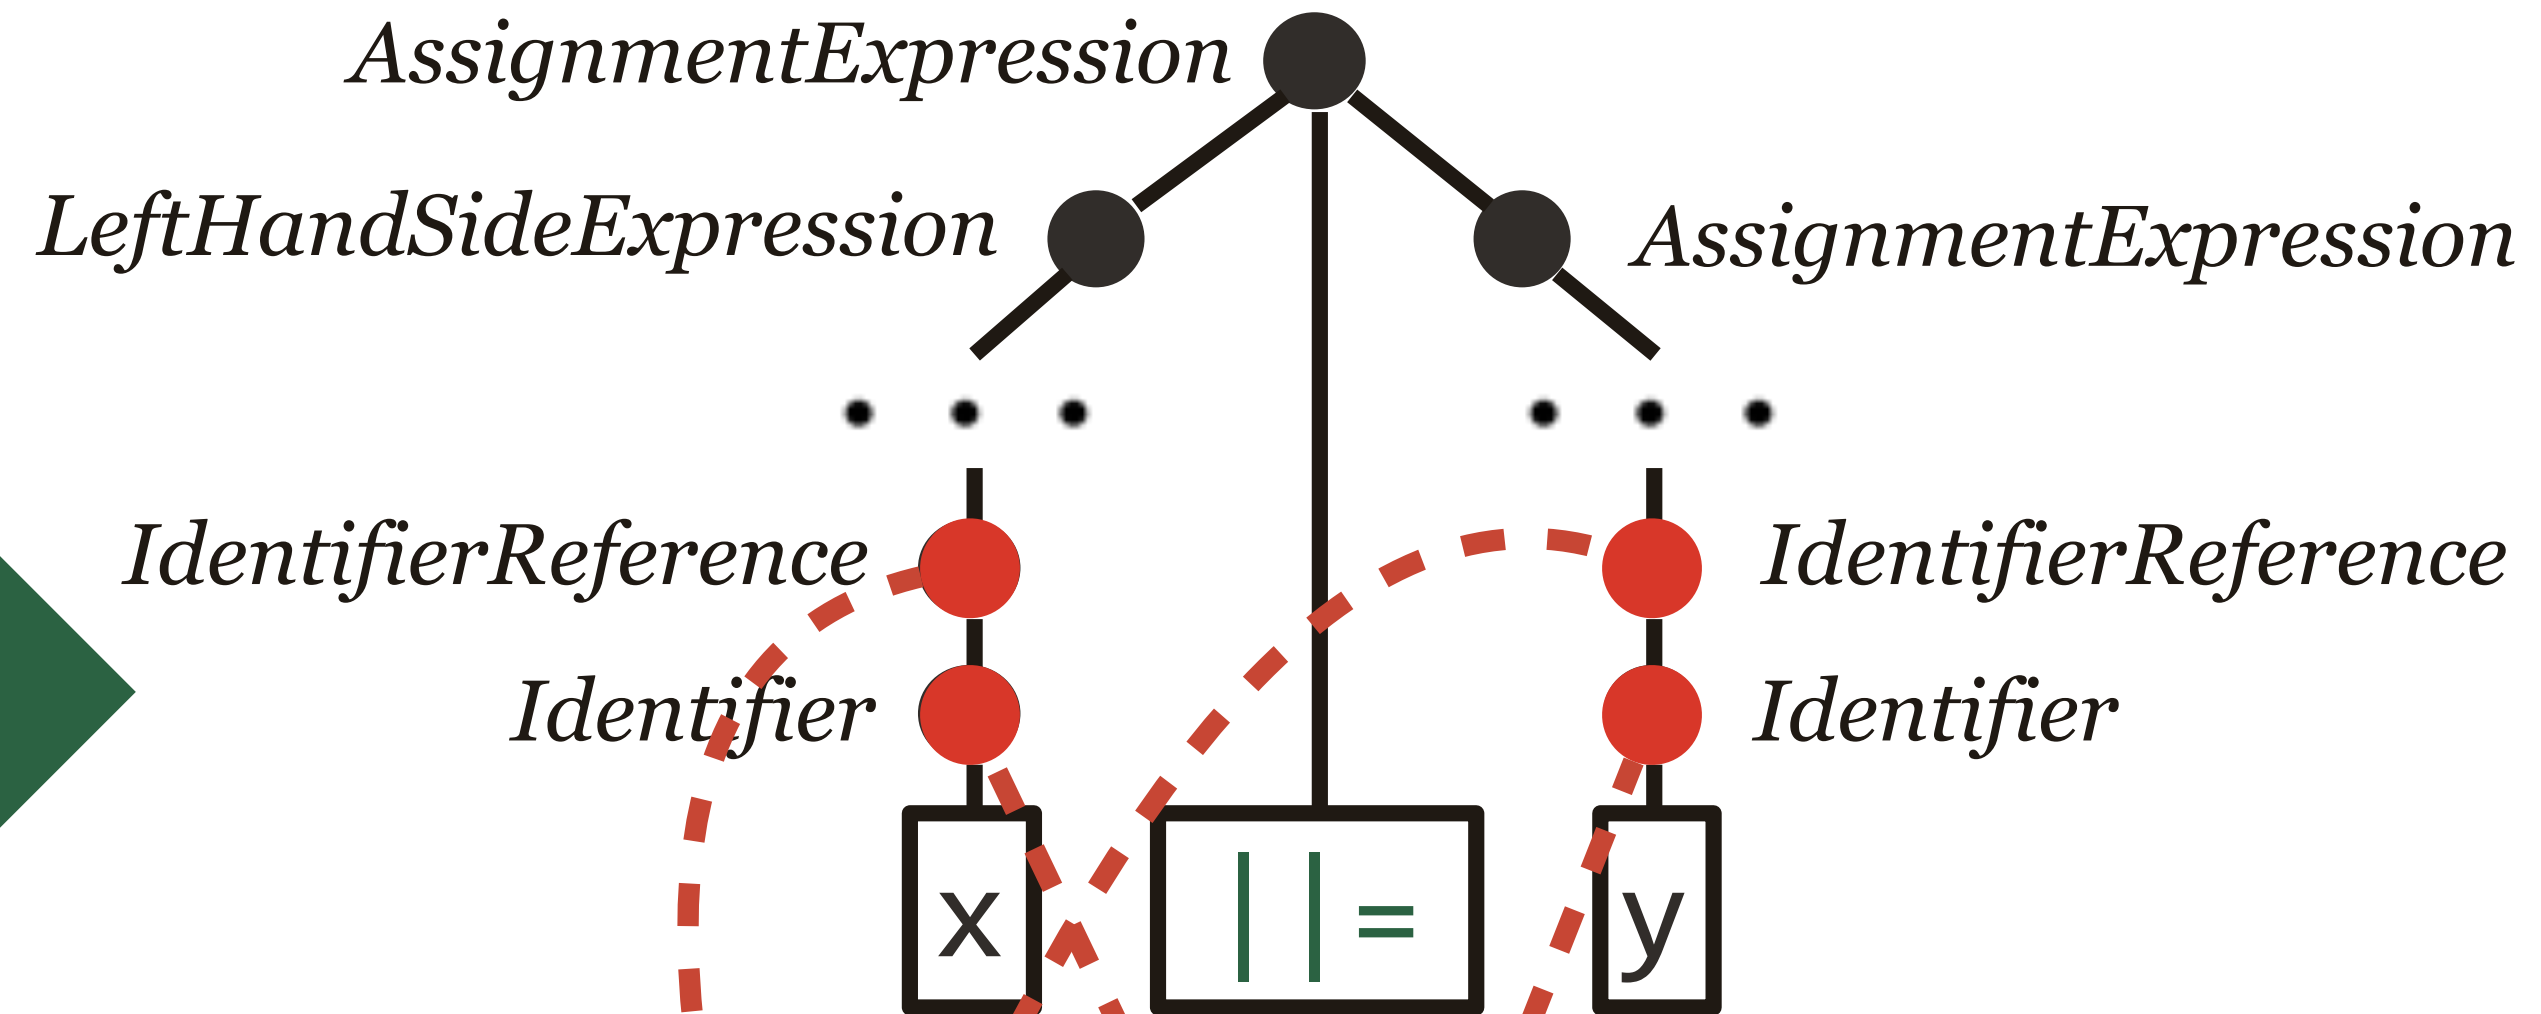 AssignmentExpression
LeftHandSideExpression
AssignmentExpression
IdentifierReference
IdentifierReference
Identifier
Identifier
x
||=
y